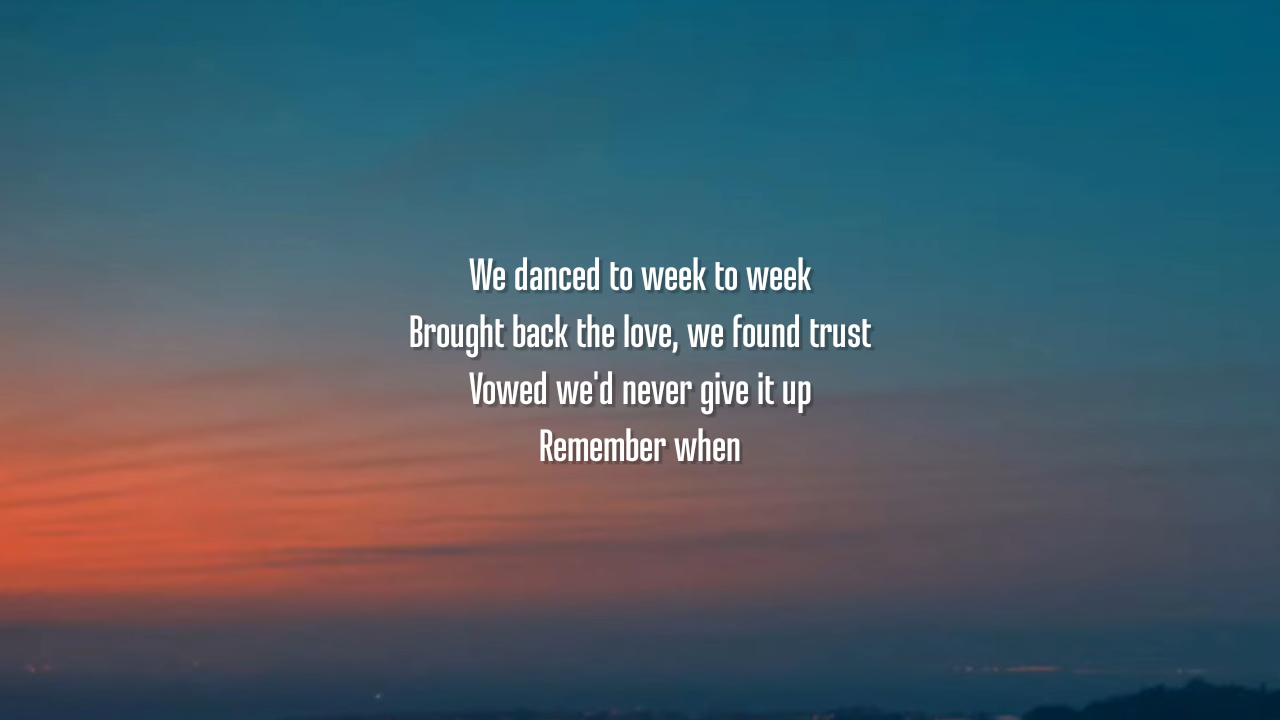 We danced to week to week
Brought back the love, we found trust
Vowed we'd never give it up
Remember when